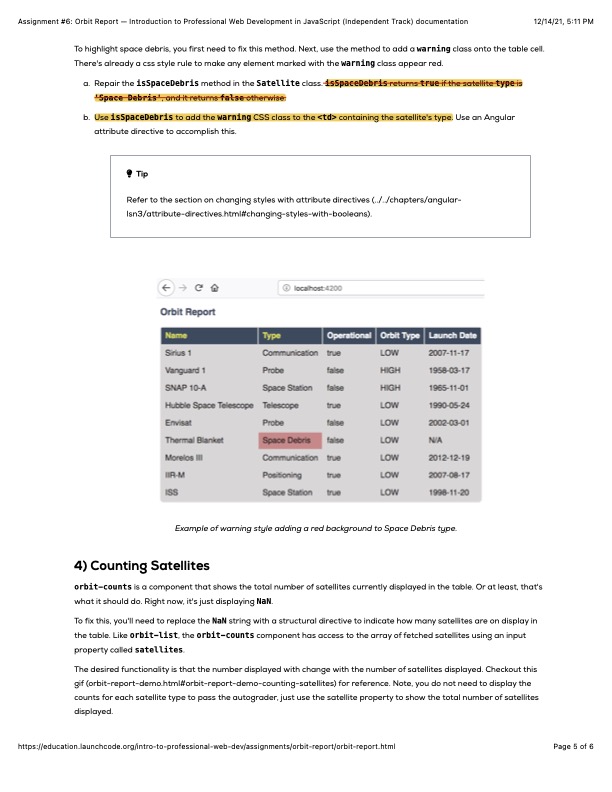 Assignment #6: Orbit Report — Introduction to Professional Web Development in JavaScript (Independent Track) documentation 12/14/21, 5:11 PM
To highlight space debris, you first need to fix this method. Next, use the method to add a warning class onto the table cell.
There's already a css style rule to make any element marked with the warning class appear red.
a. Repair the isSpaceDebris method in the Satellite class. isSpaceDebris returns true if the satellite type is
'Space Debris', and it returns false otherwise.
b. Use isSpaceDebris to add the warning CSS class to the <td> containing the satellite's type. Use an Angular
attribute directive to accomplish this.
Tip
Refer to the section on changing styles with attribute directives (../../chapters/angular-
lsn3/attribute-directives.html#changing-styles-with-booleans).
localhost:4200
Orbit Report
Name Type Operational Orbit Type Launch Date
Sirius 1 Communication true LOW 2007-11-17
Vanguard 1 Probe false HIGH 1958-03-17
SNAP 10-A Space Station false HIGH 1965-11-01
Hubble Space Telescope Telescope true LOW 1990-05-24
Envisat Probe false LOW 2002-03-01
Thermal Blanket Space Debris false LOW N/A
Morelos III Communication true LOW 2012-12-19
IIR-M Positioning true LOW 2007-08-17
ISS Space Station true LOW 1998-11-20
Example of warning style adding a red background to Space Debris type.
4) Counting Satellites
orbit-counts is a component that shows the total number of satellites currently displayed in the table. Or at least, that's
what it should do. Right now, it's just displaying NaN.
To fix this, you'll need to replace the NaN string with a structural directive to indicate how many satellites are on display in
the table. Like orbit-list, the orbit-counts component has access to the array of fetched satellites using an input
property called satellites.
The desired functionality is that the number displayed with change with the number of satellites displayed. Checkout this
gif (orbit-report-demo.html#orbit-report-demo-counting-satellites) for reference. Note, you do not need to display the
counts for each satellite type to pass the autograder, just use the satellite property to show the total number of satellites
displayed.
https://education.launchcode.org/intro-to-professional-web-dev/assignments/orbit-report/orbit-report.html Page 5 of 6